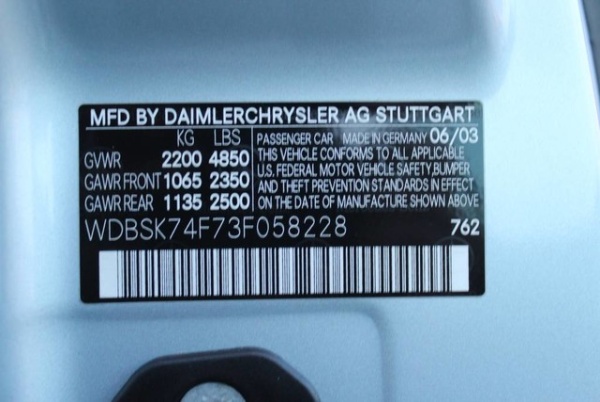 MFD BY DAIMLERCHRYSLER AG STUTTGART
KG LBS
GVWR 2200 4850
GAWR FRONT 1065 2350
GAWR REAR 1135 2500
PASSENGER CAR MADE IN GERMANY 06/03
THIS VEHICLE CONFORMS TO ALL APPLICABLE
U.S. FEDERAL MOTOR VEHICLE SAFETY, BUMPER
AND THEFT PREVENTION STANDARDS IN EFFECT
ON THE DATE OF MANUFACTURE SHOWN ABOVE
WDBSK74F73F058228 762